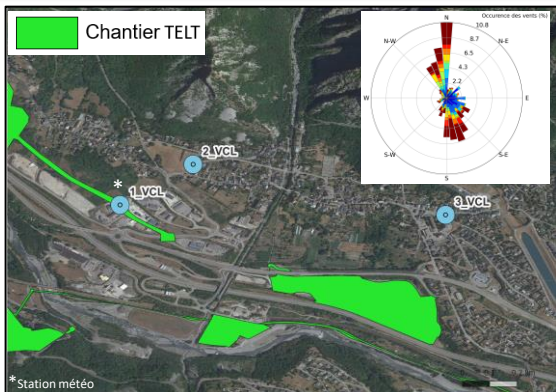 Chantier TELT
Occurence des vents (%)
N
10.8
8.7
6.5
4.3
2.2
N-W
N-E
W
E
S-W
S-E
S
2_VCL
*
1_VCL
3_VCL
*Station météo